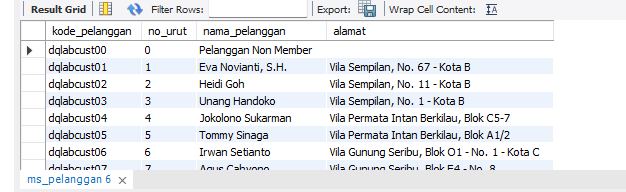 Result Grid Filter Rows: Export: Wrap Cell Content:
kode_pelanggan no_urut nama_pelanggan alamat
dqlabcust00 0 Pelanggan Non Member
dqlabcust01 1 Eva Novianti, S.H. Vila Sempilan, No. 67 - Kota B
dqlabcust02 2 Heidi Goh Vila Sempilan, No. 11 - Kota B
dqlabcust03 3 Unang Handoko Vila Sempilan, No. 1 - Kota B
dqlabcust04 4 Jokolono Sukarman Vila Permata Intan Berkilau, Blok C5-7
dqlabcust05 5 Tommy Sinaga Vila Permata Intan Berkilau, Blok A1/2
dqlabcust06 6 Irwan Setianto Vila Gunung Seribu, Blok O1 - No. 1 - Kota C
dqlabcust07 7 Agus Cahyono Vila Gunung Seribu, Blok F4 - No. 8
ms_pelanggan 6